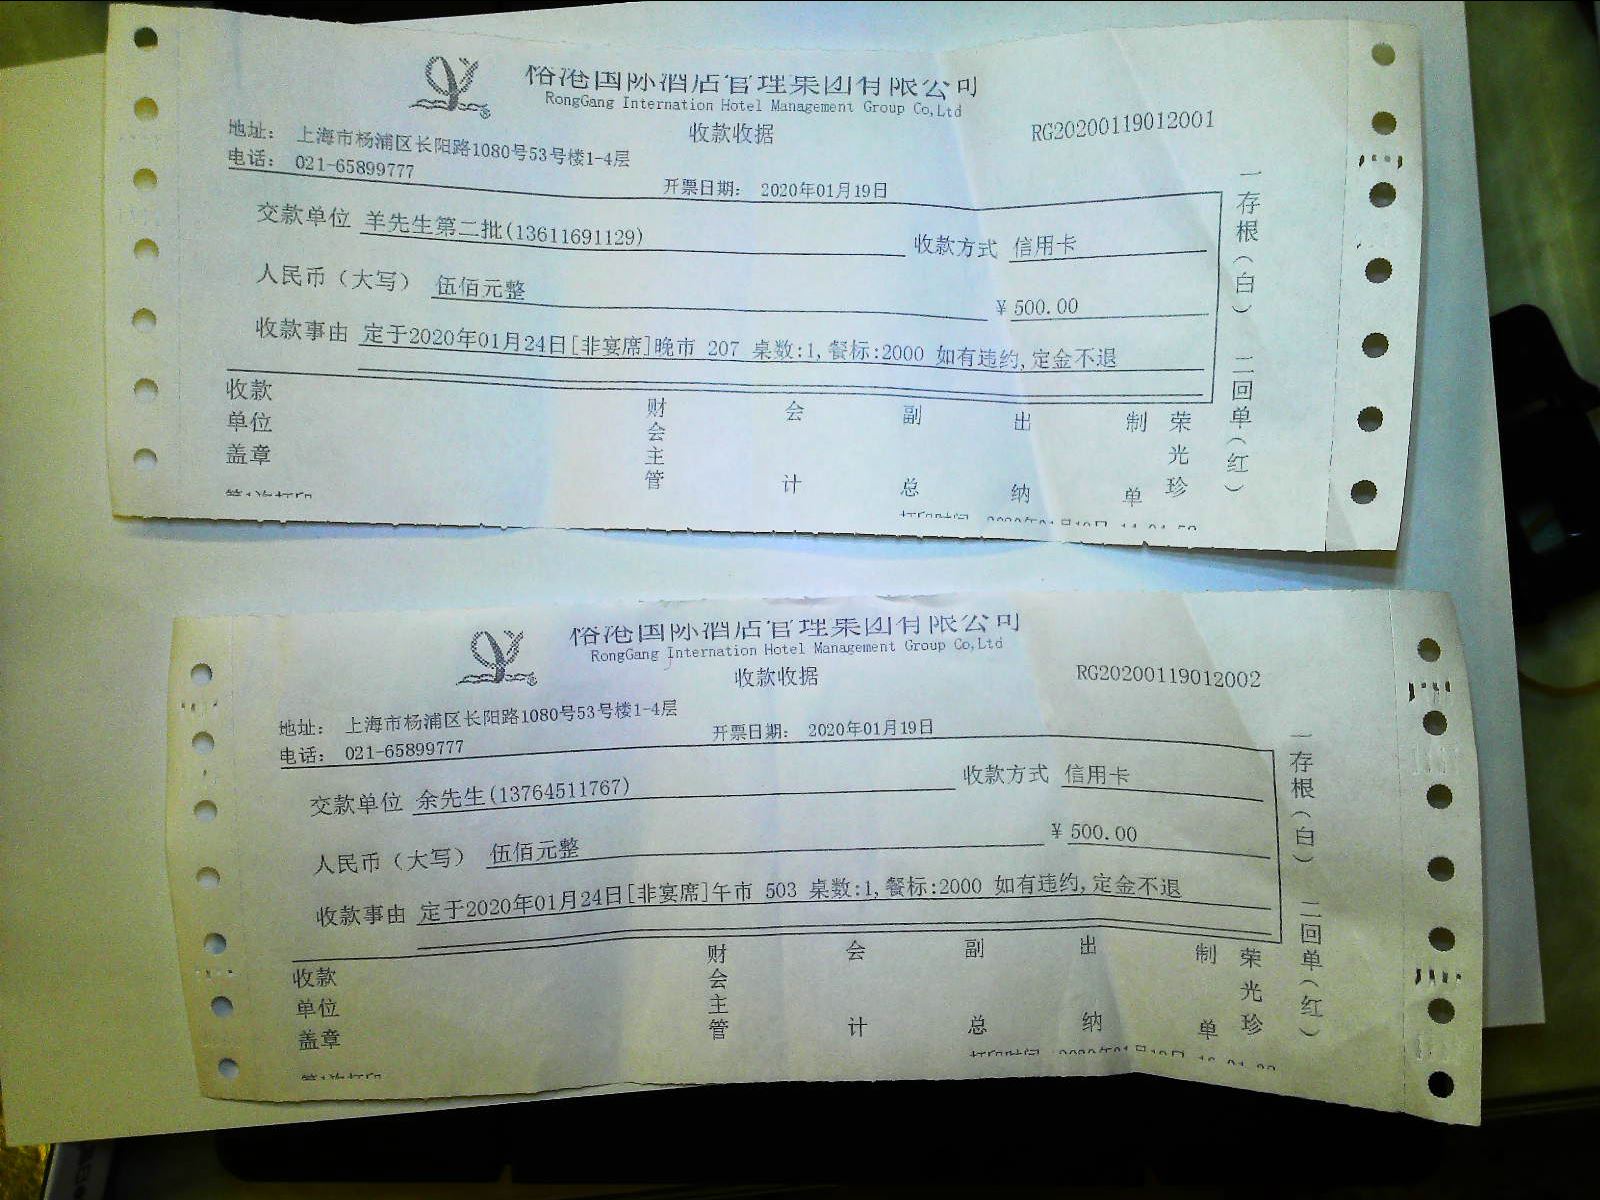 国际酒店管理集团有限公司
RongGang Internation Hotel Management Group Co,Ltd
收款收据
RG20200119012001
地址： 上海市杨浦区长阳路1080号53号楼1-4层
电话： 021-65899777
开票日期： 2020年01月19日
交款单位 羊先生第二批(13611691129)
收款方式 信用卡
人民币（大写） 伍佰元整
¥ 500.00
收款事由 定于2020年01月24日[非宴席]晚市 207 桌数:1,餐标:2000 如有违约,定金不退
收款单位盖章
财会主管
会计
副总
出纳
制单
荣光珍
一存根（白） 二回单（红）
第1次打印
国际酒店管理集团有限公司
RongGang Internation Hotel Management Group Co,Ltd
收款收据
RG20200119012002
地址： 上海市杨浦区长阳路1080号53号楼1-4层
电话： 021-65899777
开票日期： 2020年01月19日
交款单位 余先生(13764511767)
收款方式 信用卡
人民币（大写） 伍佰元整
¥ 500.00
收款事由 定于2020年01月24日[非宴席]午市 503 桌数:1,餐标:2000 如有违约,定金不退
收款单位盖章
财会主管
会计
副总
出纳
制单
荣光珍
一存根（白） 二回单（红）
第1次打印